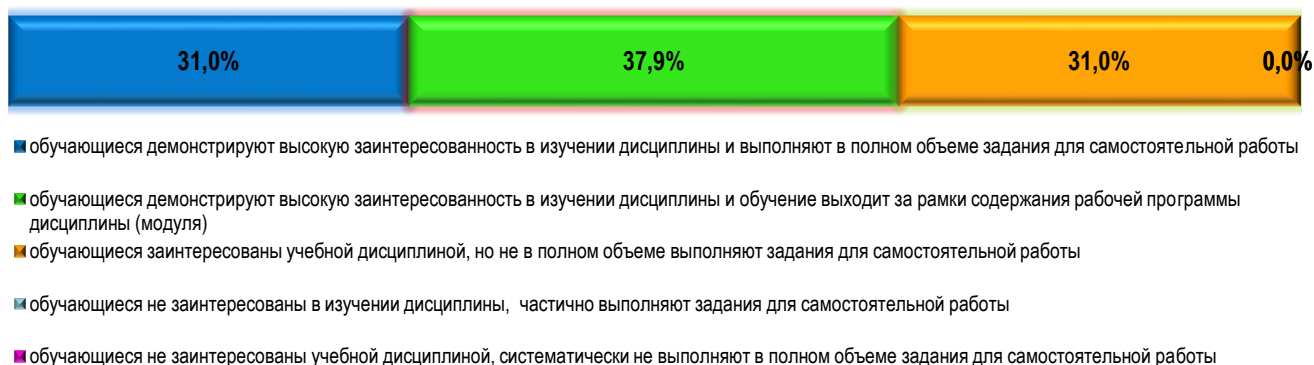 31,0% 37,9% 31,0% 0,0%
обучающиеся демонстрируют высокую заинтересованность в изучении дисциплины и выполняют в полном объеме задания для самостоятельной работы
обучающиеся демонстрируют высокую заинтересованность в изучении дисциплины и обучение выходит за рамки содержания рабочей программы
дисциплины (модуля)
обучающиеся заинтересованы учебной дисциплиной, но не в полном объеме выполняют задания для самостоятельной работы
обучающиеся не заинтересованы в изучении дисциплины, частично выполняют задания для самостоятельной работы
обучающиеся не заинтересованы учебной дисциплиной, систематически не выполняют в полном объеме задания для самостоятельной работы